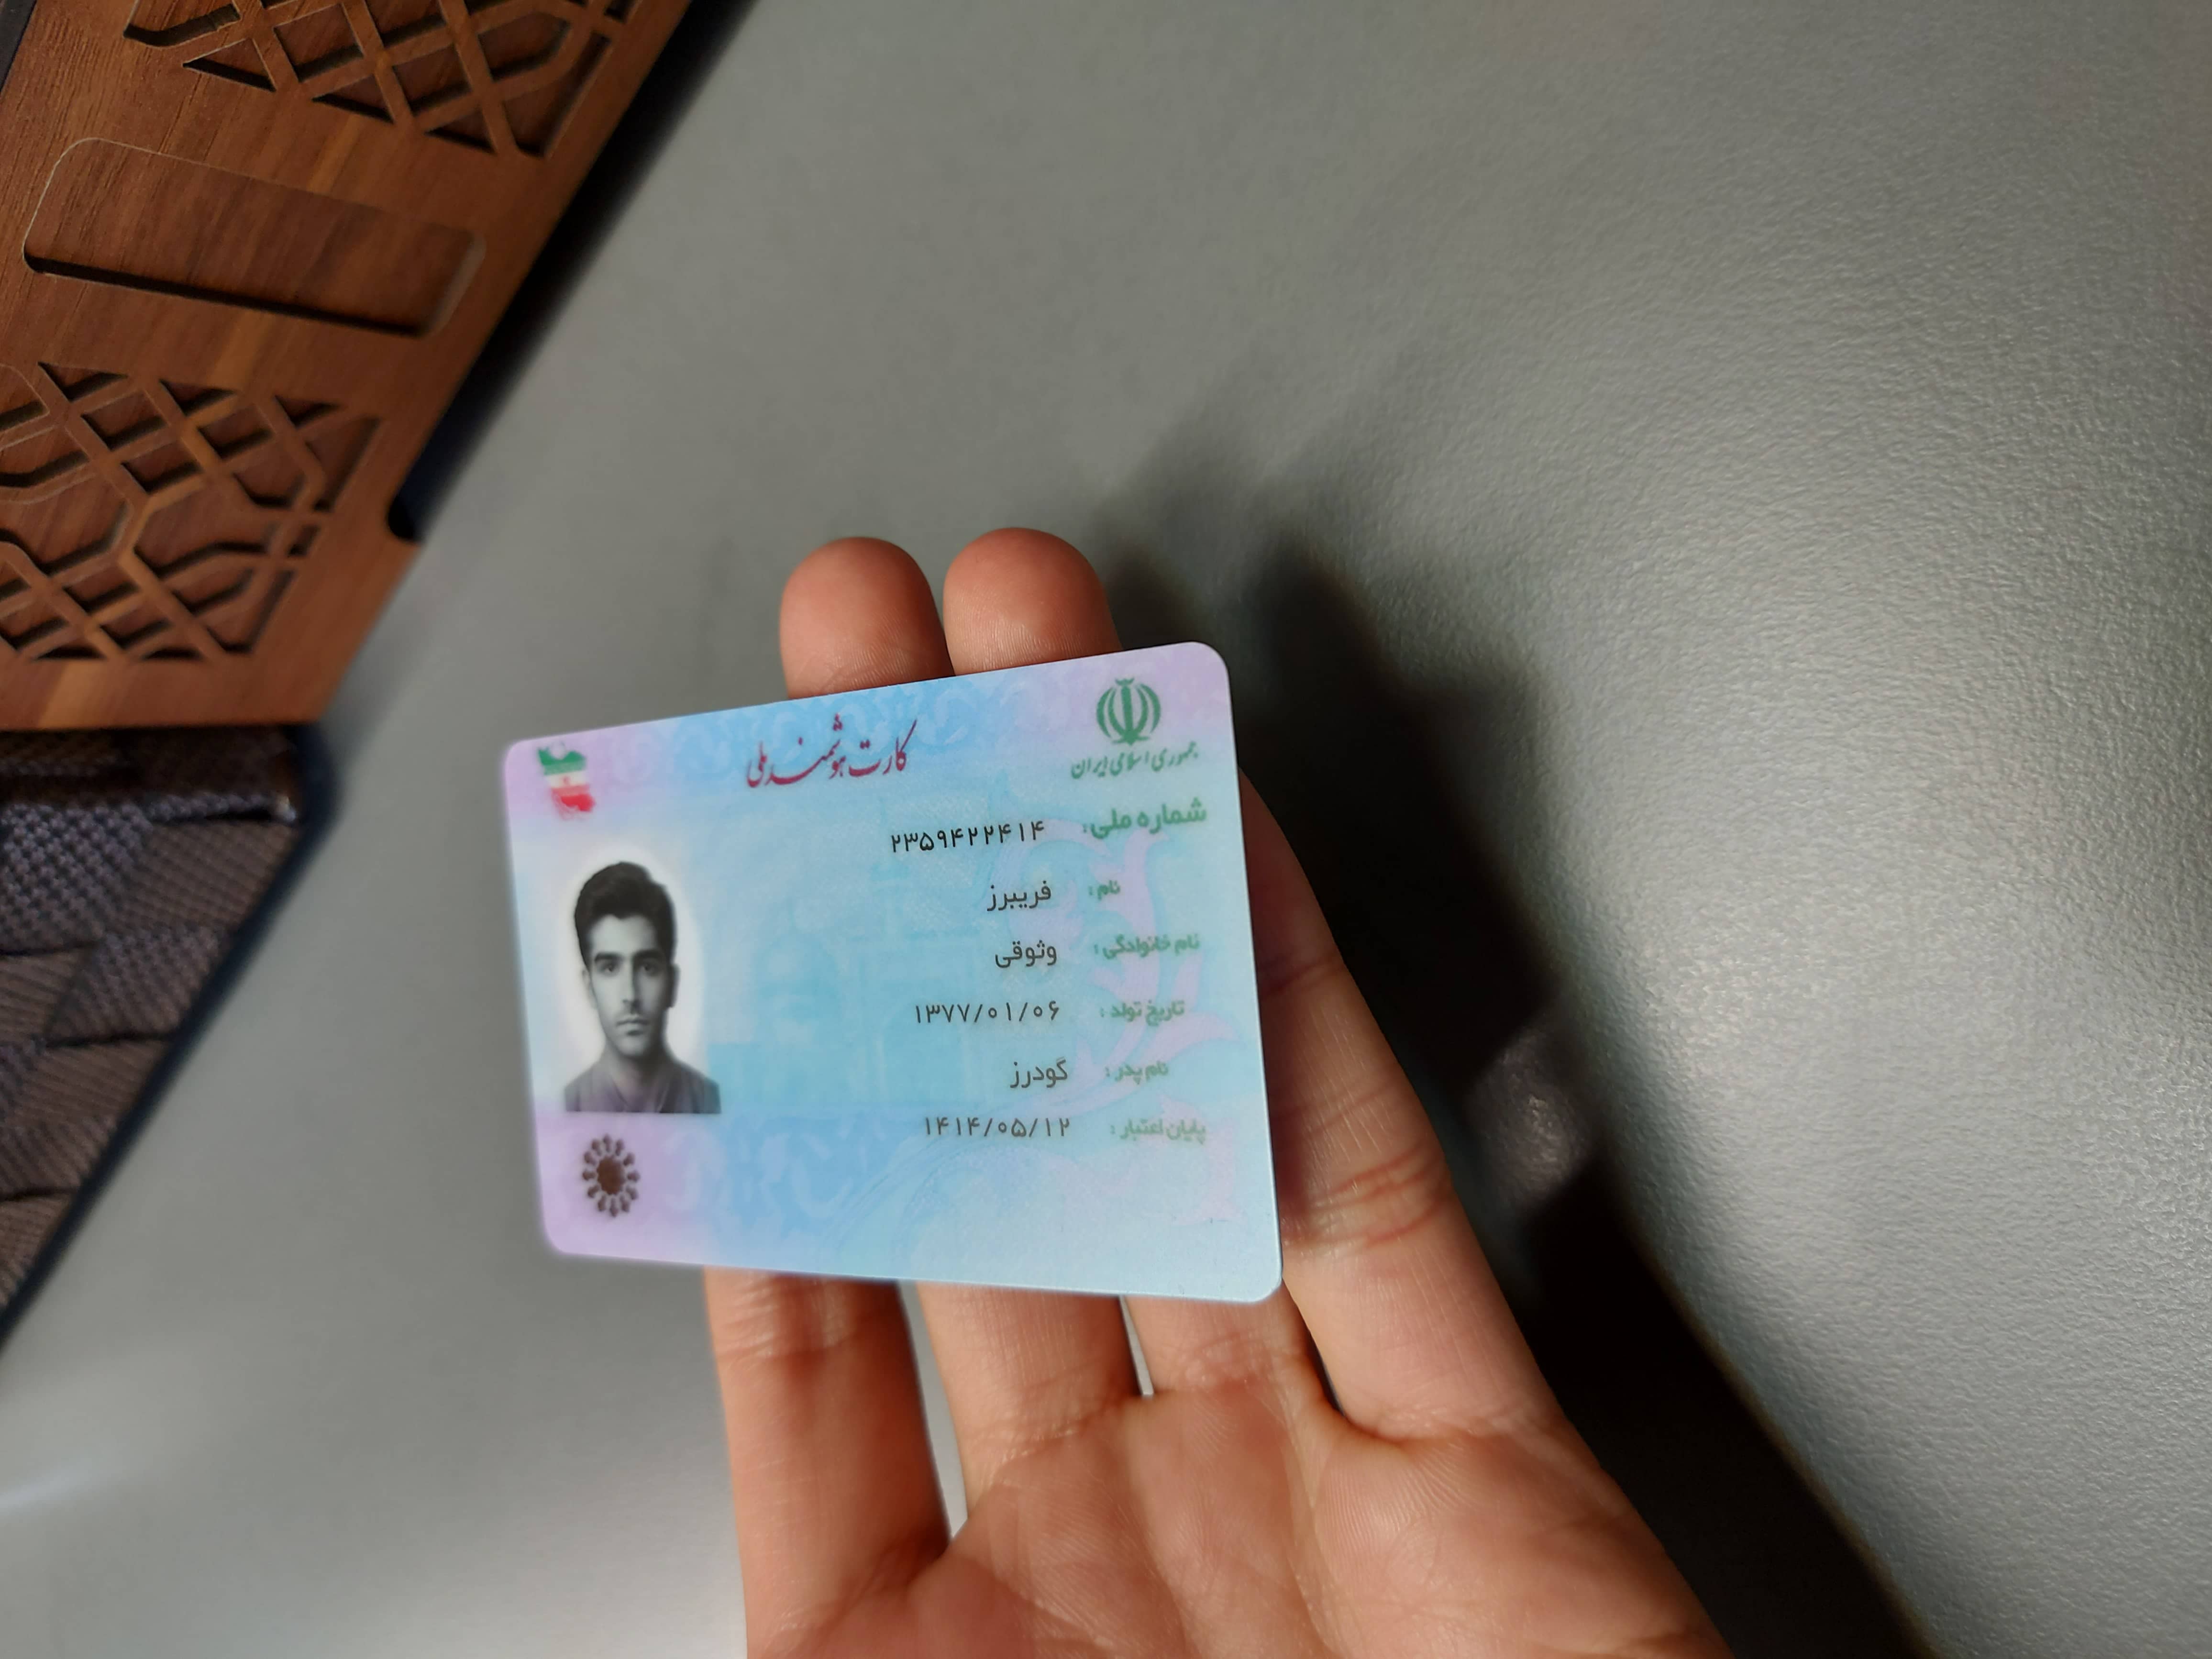 کارت هوشمند ملی
جمهوری اسلامی ایران
شماره ملی: ۲۳۵۹۴۲۲۴۱۴
نام: فریبرز
نام خانوادگی: وثوقی
تاریخ تولد: ۱۳۷۷/۰۱/۰۶
نام پدر: گودرز
پایان اعتبار: ۱۴۱۴/۰۵/۱۲